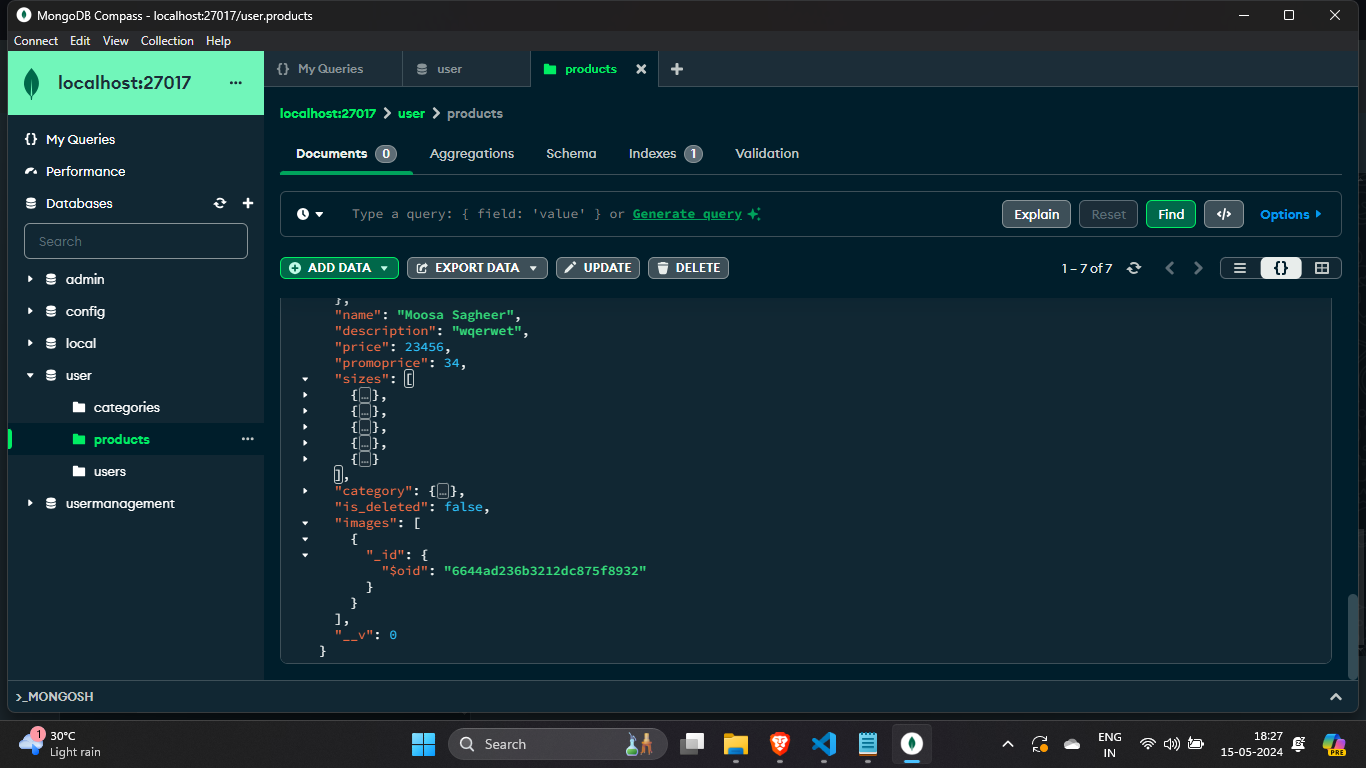 MongoDB Compass - localhost:27017/user.products
Connect Edit View Collection Help
localhost:27017 ...
{} My Queries user products
localhost:27017 > user > products
{} My Queries
Performance
Databases
Search
admin
config
local
user
categories
products ...
users
usermanagement
Documents 0 Aggregations Schema Indexes 1 Validation
Type a query: { field: 'value' } or Generate query
Explain Reset Find </> Options
ADD DATA EXPORT DATA UPDATE DELETE 1 – 7 of 7 {}
},
"name": "Moosa Sagheer",
"description": "wqerwet",
"price": 23456,
"promoprice": 34,
"sizes": [
{…},
{…},
{…},
{…},
{…}
],
"category": {…},
"is_deleted": false,
"images": [
{
"_id": {
"$oid": "6644ad236b3212dc875f8932"
}
}
],
"__v": 0
}
>_MONGOSH
1
30°C
Light rain
Search
ENG
IN
18:27
15-05-2024
PRE